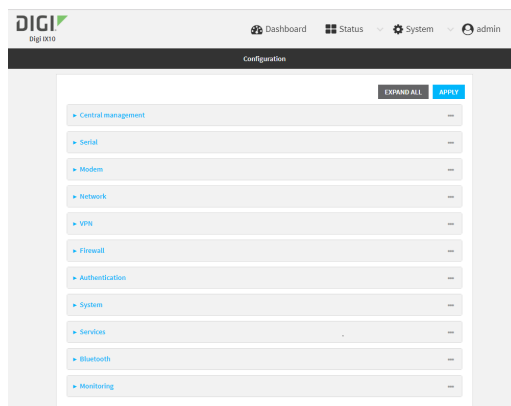 DIGI
Digi IX10
Dashboard Status System admin
Configuration
EXPAND ALL APPLY
Central management
Serial
Modem
Network
VPN
Firewall
Authentication
System
Services
Bluetooth
Monitoring